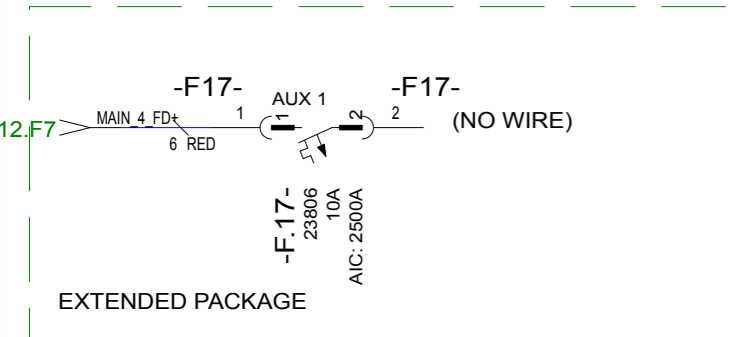 -F17-
AUX 1
-F17-
12.F7
MAIN_4_FD+
1
1
2
2
(NO WIRE)
6 RED
-F.17-
23806
10A
AIC: 2500A
EXTENDED PACKAGE